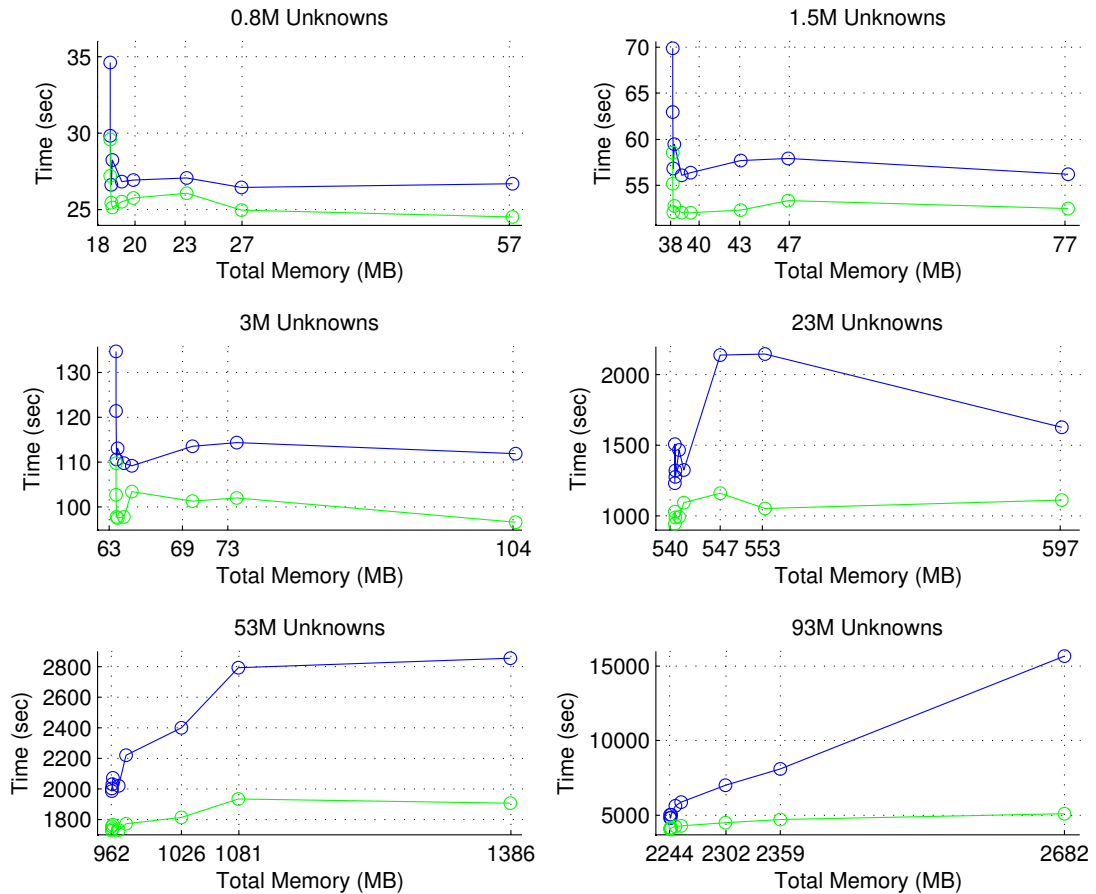 0.8M Unknowns
35
30
25
Time (sec)
18 20 23 27 57
Total Memory (MB)
1.5M Unknowns
70
65
60
55
Time (sec)
38 40 43 47 77
Total Memory (MB)
3M Unknowns
130
120
110
100
Time (sec)
63 69 73 104
Total Memory (MB)
23M Unknowns
2000
1500
1000
Time (sec)
540 547 553 597
Total Memory (MB)
53M Unknowns
2800
2600
2400
2200
2000
1800
Time (sec)
962 1026 1081 1386
Total Memory (MB)
93M Unknowns
15000
10000
5000
Time (sec)
2244 2302 2359 2682
Total Memory (MB)